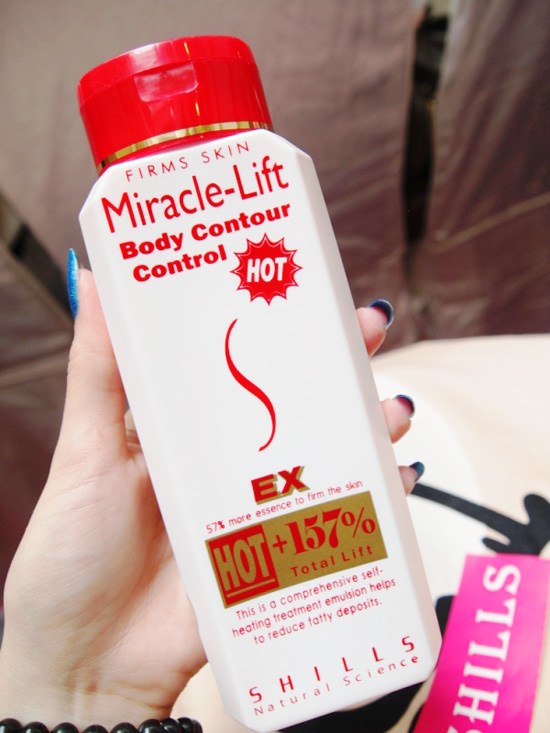 FIRMS SKIN
Miracle-Lift
Body Contour
Control HOT
EX
57% more essence to firm the skin
HOT +157%
Total Lift
This is a comprehensive self-
heating treatment emulsion helps
to reduce fatty deposits.
SHILLS
Natural Science
SHILLS